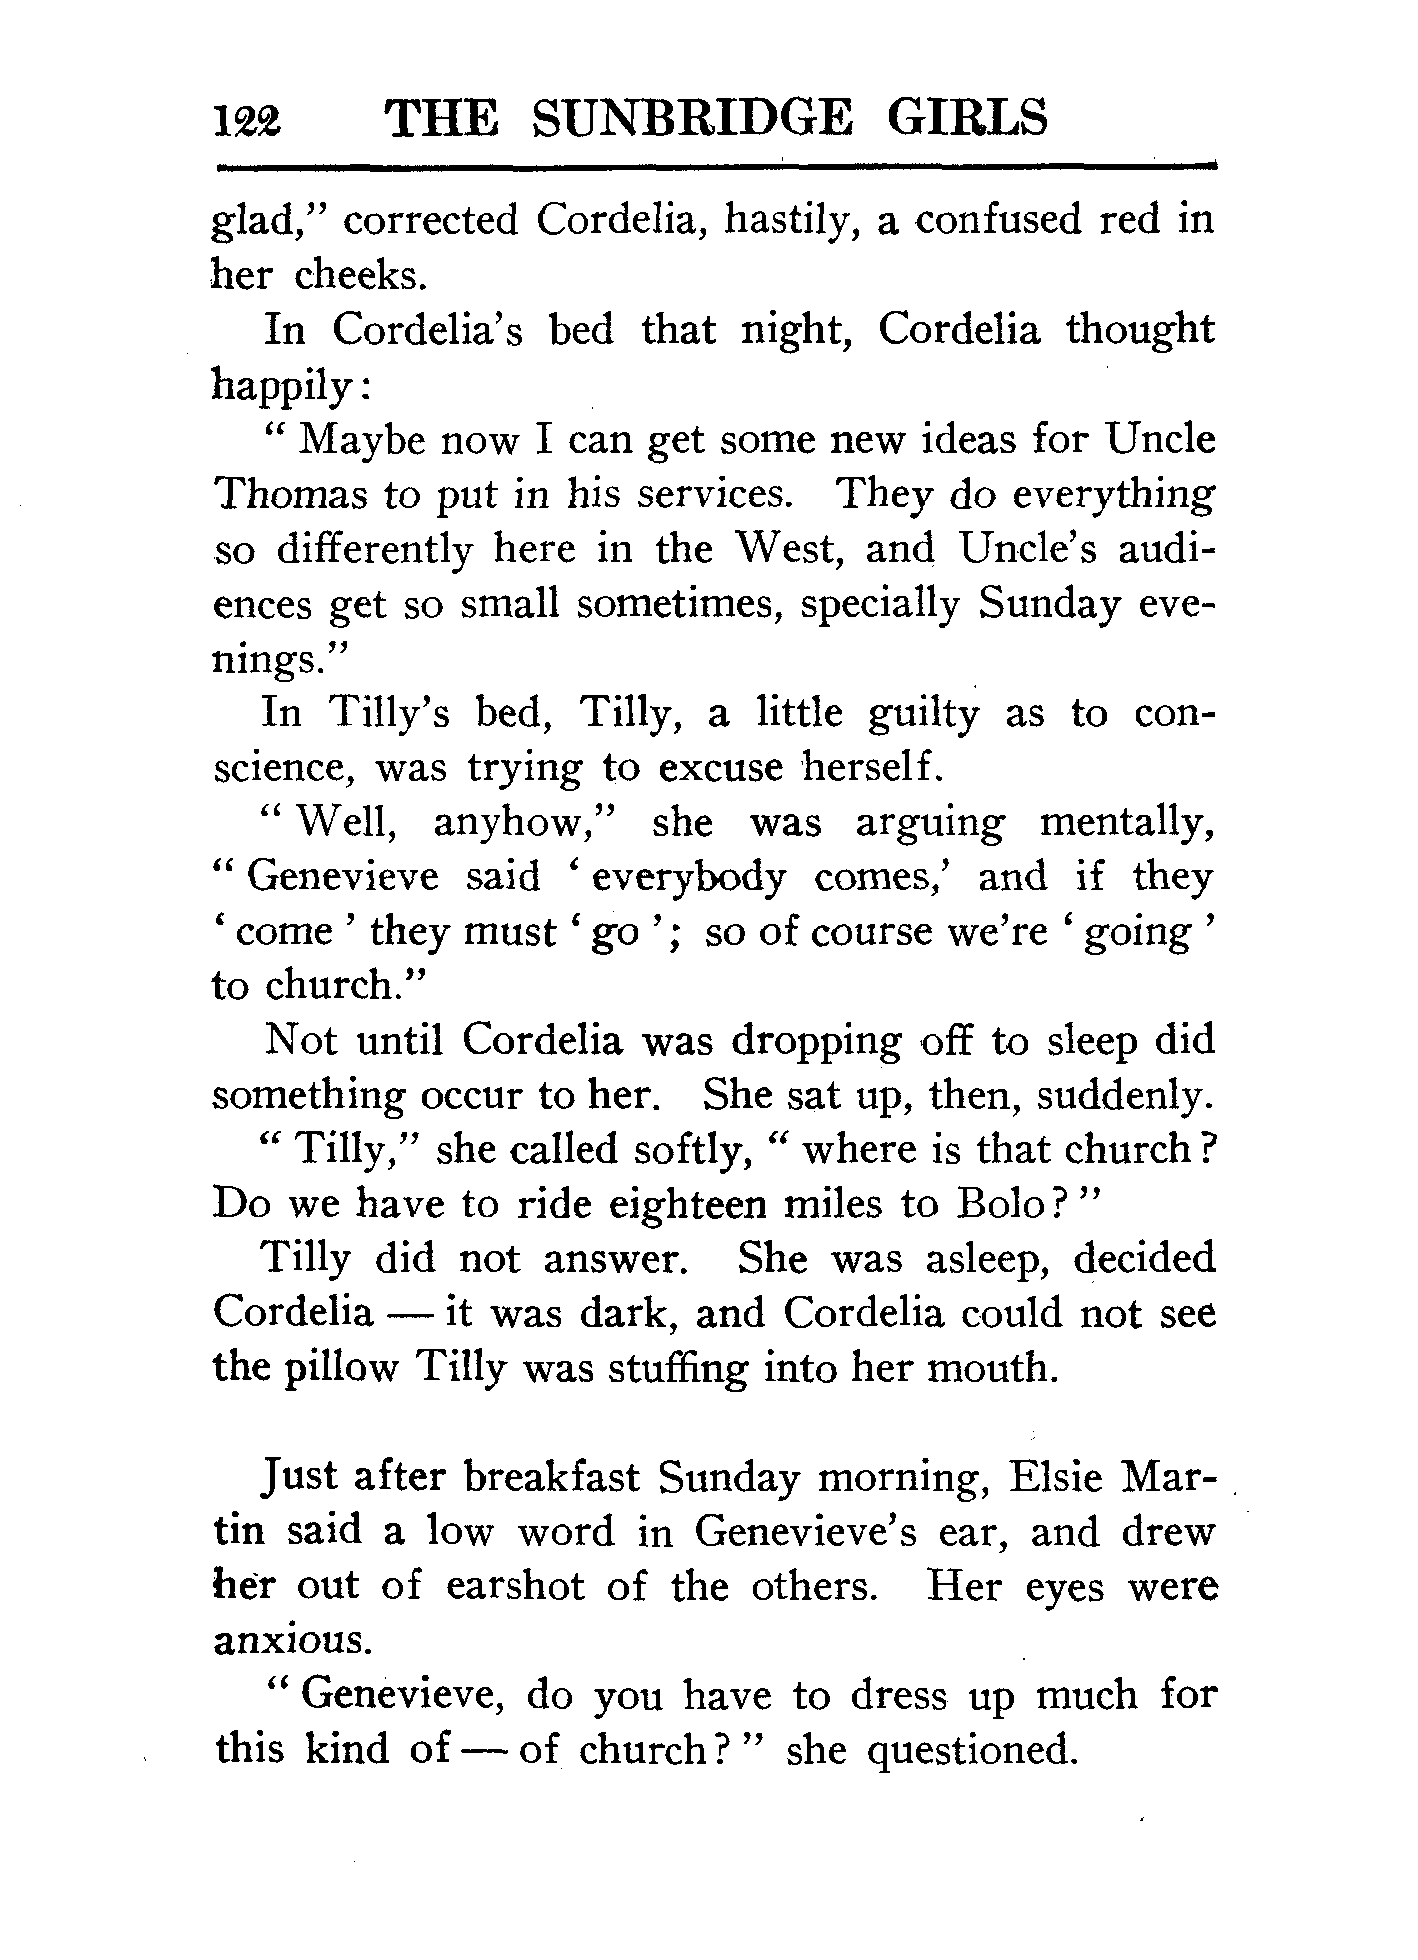 122 THE SUNBRIDGE GIRLS
glad,” corrected Cordelia, hastily, a confused red in
her cheeks.
In Cordelia’s bed that night, Cordelia thought
happily:
“ Maybe now I can get some new ideas for Uncle
Thomas to put in his services. They do everything
so differently here in the West, and Uncle’s audi-
ences get so small sometimes, specially Sunday eve-
nings.”
In Tilly’s bed, Tilly, a little guilty as to con-
science, was trying to excuse herself.
“ Well, anyhow,” she was arguing mentally,
“ Genevieve said ‘ everybody comes,’ and if they
‘ come ’ they must ‘ go ’; so of course we’re ‘ going ’
to church.”
Not until Cordelia was dropping off to sleep did
something occur to her. She sat up, then, suddenly.
“ Tilly,” she called softly, “ where is that church?
Do we have to ride eighteen miles to Bolo? ”
Tilly did not answer. She was asleep, decided
Cordelia — it was dark, and Cordelia could not see
the pillow Tilly was stuffing into her mouth.
Just after breakfast Sunday morning, Elsie Mar-
tin said a low word in Genevieve’s ear, and drew
her out of earshot of the others. Her eyes were
anxious.
“ Genevieve, do you have to dress up much for
this kind of — of church? ” she questioned.